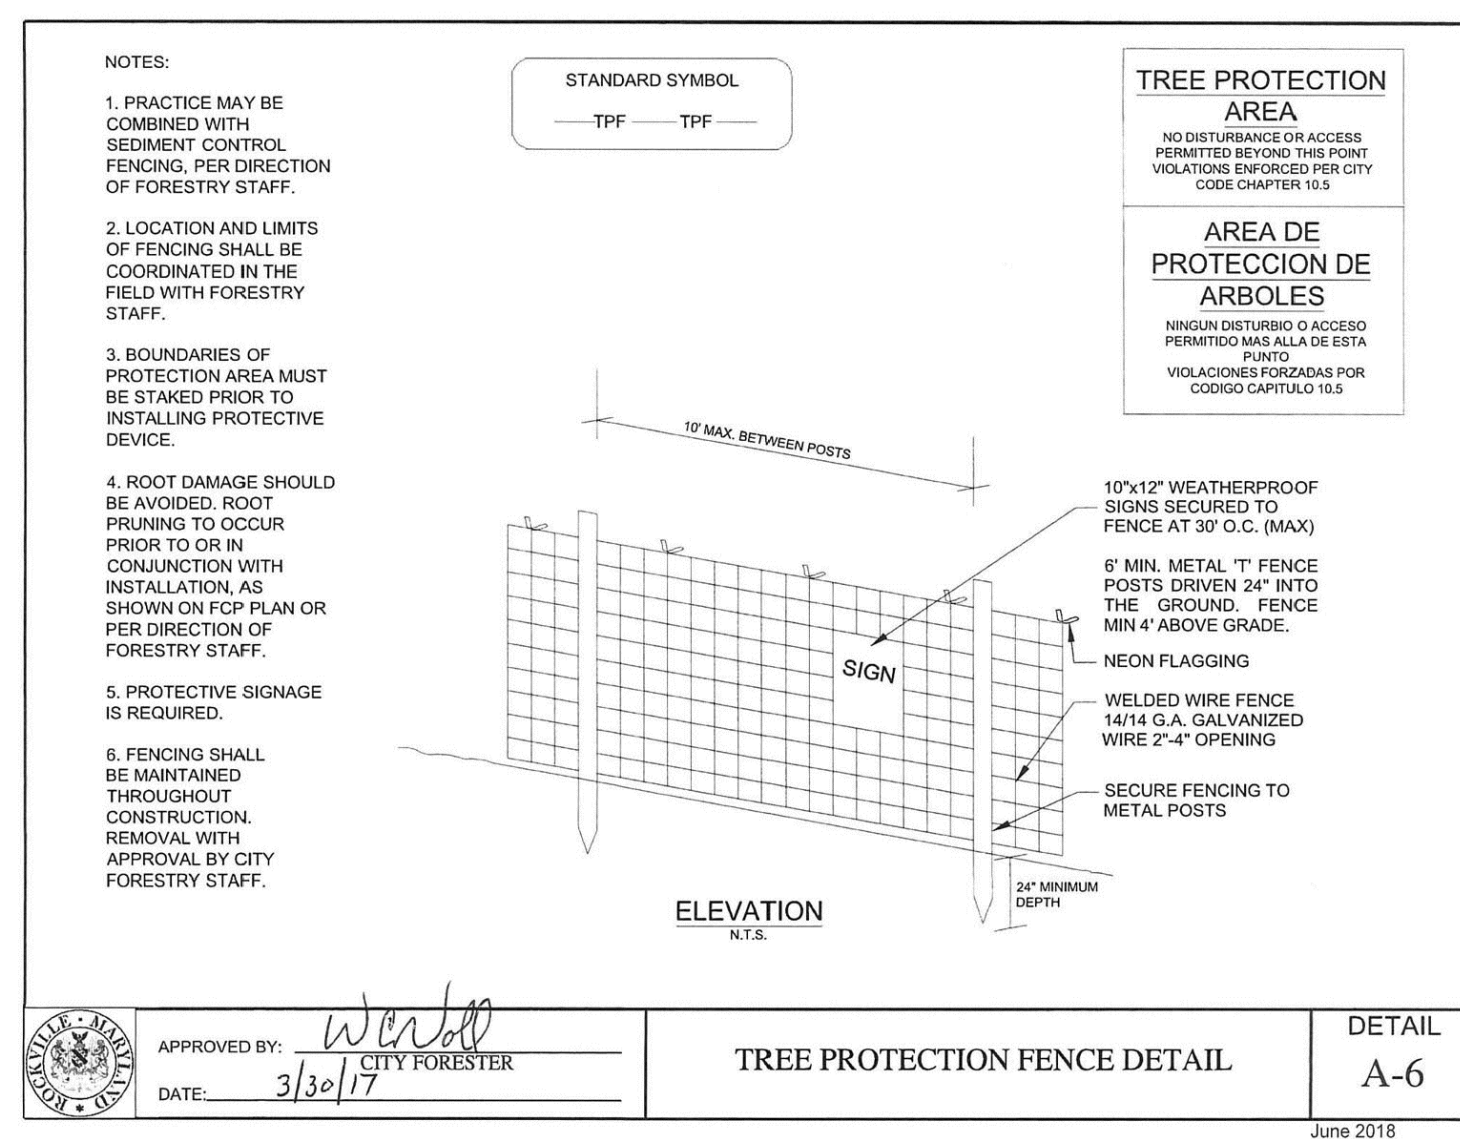 NOTES:
1. PRACTICE MAY BE
COMBINED WITH
SEDIMENT CONTROL
FENCING, PER DIRECTION
OF FORESTRY STAFF.
2. LOCATION AND LIMITS
OF FENCING SHALL BE
COORDINATED IN THE
FIELD WITH FORESTRY
STAFF.
3. BOUNDARIES OF
PROTECTION AREA MUST
BE STAKED PRIOR TO
INSTALLING PROTECTIVE
DEVICE.
4. ROOT DAMAGE SHOULD
BE AVOIDED. ROOT
PRUNING TO OCCUR
PRIOR TO OR IN
CONJUNCTION WITH
INSTALLATION, AS
SHOWN ON FCP PLAN OR
PER DIRECTION OF
FORESTRY STAFF.
5. PROTECTIVE SIGNAGE
IS REQUIRED.
6. FENCING SHALL
BE MAINTAINED
THROUGHOUT
CONSTRUCTION.
REMOVAL WITH
APPROVAL BY CITY
FORESTRY STAFF.
STANDARD SYMBOL
TPF TPF
TREE PROTECTION
AREA
NO DISTURBANCE OR ACCESS
PERMITTED BEYOND THIS POINT
VIOLATIONS ENFORCED PER CITY
CODE CHAPTER 10.5
AREA DE
PROTECCION DE
ARBOLES
NINGUN DISTURBIO O ACCESO
PERMITIDO MAS ALLA DE ESTA
PUNTO
VIOLACIONES FORZADAS POR
CODIGO CAPITULO 10.5
10' MAX. BETWEEN POSTS
10"x12" WEATHERPROOF
SIGNS SECURED TO
FENCE AT 30' O.C. (MAX)
6' MIN. METAL 'T' FENCE
POSTS DRIVEN 24" INTO
THE GROUND. FENCE
MIN 4' ABOVE GRADE.
NEON FLAGGING
SIGN
WELDED WIRE FENCE
14/14 G.A. GALVANIZED
WIRE 2"-4" OPENING
SECURE FENCING TO
METAL POSTS
24" MINIMUM
DEPTH
ELEVATION
N.T.S.
ROCKVILLE * MARYLAND
APPROVED BY:
CITY FORESTER
DATE: 3/30/17
TREE PROTECTION FENCE DETAIL
DETAIL
A-6
June 2018